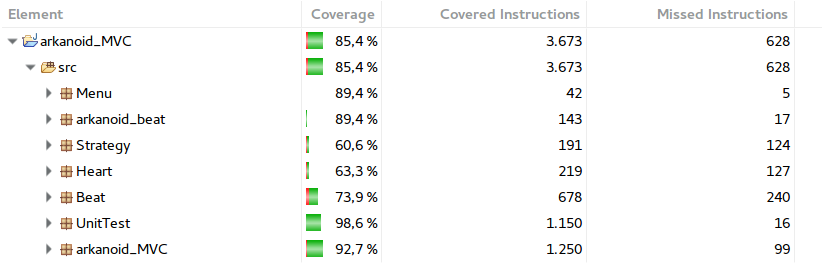 Element Coverage Covered Instructions Missed Instructions
arkanoid_MVC 85,4 % 3.673 628
src 85,4 % 3.673 628
Menu 89,4 % 42 5
arkanoid_beat 89,4 % 143 17
Strategy 60,6 % 191 124
Heart 63,3 % 219 127
Beat 73,9 % 678 240
UnitTest 98,6 % 1.150 16
arkanoid_MVC 92,7 % 1.250 99